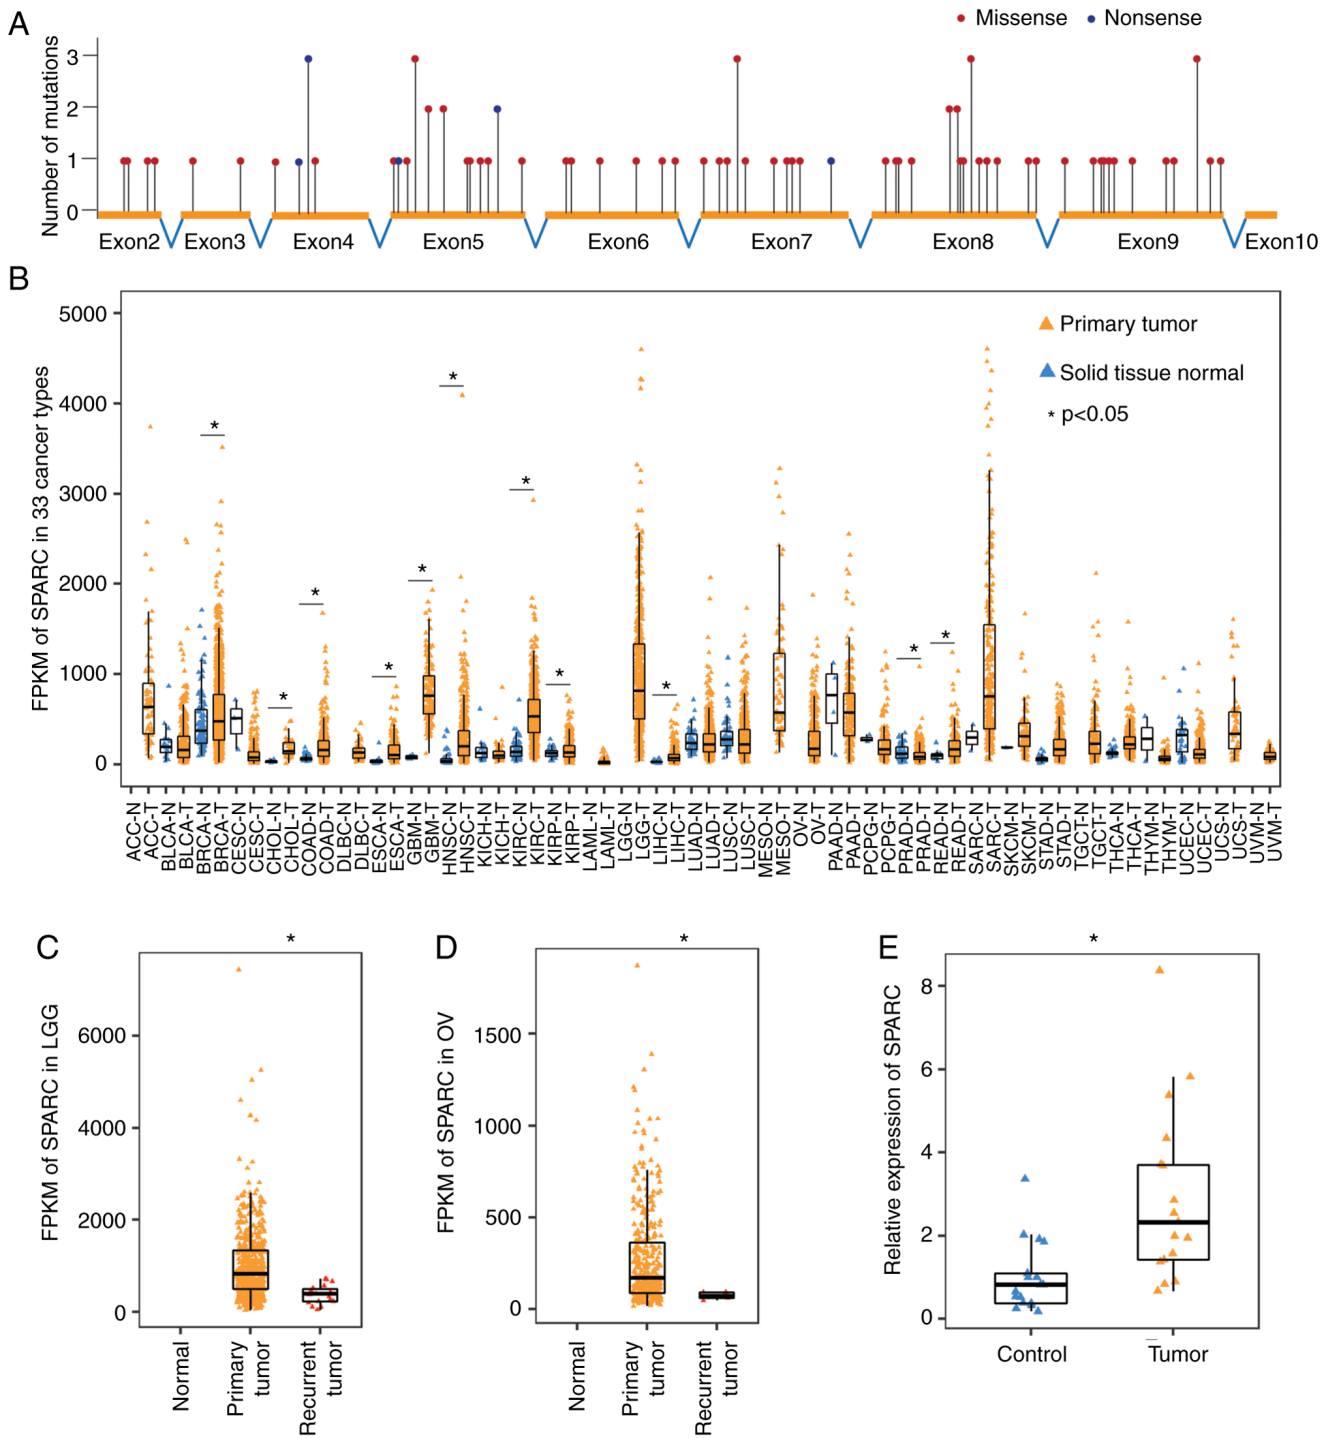 A
Missense
Nonsense
Number of mutations
3
2
1
0
Exon2
Exon3
Exon4
Exon5
Exon6
Exon7
Exon8
Exon9
Exon10
B
FPKM of SPARC in 33 cancer types
5000
4000
3000
2000
1000
0
Primary tumor
Solid tissue normal
* p<0.05
*
*
*
*
*
*
*
*
*
*
*
ACC-N
ACC-T
BLCA-N
BLCA-T
BRCA-N
BRCA-T
CESC-N
CESC-T
CHOL-N
CHOL-T
COAD-N
COAD-T
DLBC-N
DLBC-T
ESCA-N
ESCA-T
GBM-N
GBM-T
HNSC-N
HNSC-T
KICH-N
KICH-T
KIRC-N
KIRC-T
KIRP-N
KIRP-T
LAML-N
LAML-T
LGG-N
LGG-T
LIHC-N
LIHC-T
LUAD-N
LUAD-T
LUSC-N
LUSC-T
MESO-N
MESO-T
OV-N
OV-T
PAAD-N
PAAD-T
PCPG-N
PCPG-T
PRAD-N
PRAD-T
READ-N
READ-T
SARC-N
SARC-T
SKCM-N
SKCM-T
STAD-N
STAD-T
TGCT-N
TGCT-T
THCA-N
THCA-T
THYM-N
THYM-T
UCEC-N
UCEC-T
UCS-N
UCS-T
UVM-N
UVM-T
C
*
FPKM of SPARC in LGG
6000
4000
2000
0
Normal
Primary
tumor
Recurrent
tumor
D
*
FPKM of SPARC in OV
1500
1000
500
0
Normal
Primary
tumor
Recurrent
tumor
E
*
Relative expression of SPARC
8
6
4
2
0
Control
Tumor